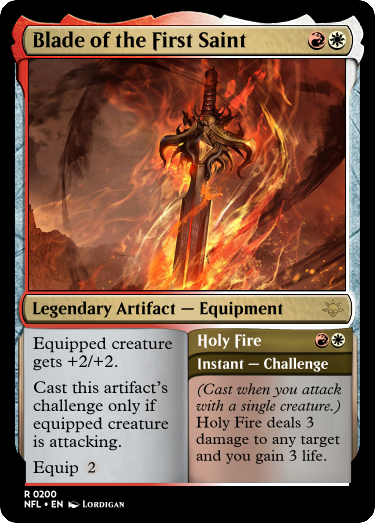 Blade of the First Saint
Legendary Artifact — Equipment
Equipped creature
gets +2/+2.
Cast this artifact's
challenge only if
equipped creature
is attacking.
Equip 2
Holy Fire
Instant — Challenge
(Cast when you attack
with a single creature.)
Holy Fire deals 3
damage to any target
and you gain 3 life.
R 0200
NFL • EN Lordigan